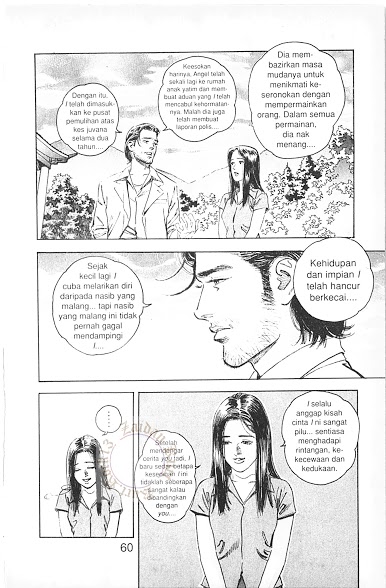 Dia mem-
bazirkan masa
mudanya untuk
menikmati ke-
seronokan dengan
mempermainkan
orang. Dalam semua
permainan,
dia nak
menang....
Keesokan
harinya, Angel telah
sekali lagi ke rumah
anak yatim dan mem-
buat aduan yang I telah
mencabul kehormatan-
nya. Malah dia juga
telah membuat
laporan polis....
Dengan itu,
I telah dimasuk-
kan ke pusat
pemulihan atas
kes juvana
selama dua
tahun....
Kehidupan
dan impian I
telah hancur
berkecai....
Sejak
kecil lagi I
cuba melarikan diri
daripada nasib yang
malang... tapi nasib
yang malang ini tidak
pernah gagal
mendampingi
I....
I selalu
anggap kisah
cinta I ni sangat
pilu... sentiasa
menghadapi
rintangan, ke-
kecewaan dan
kedukaan.
Setelah
mendengar
cerita you tadi, I
baru sedar betapa
kesedihan I ini
tidaklah seberapa
sangat kalau
dibandingkan
dengan
you....
......
60